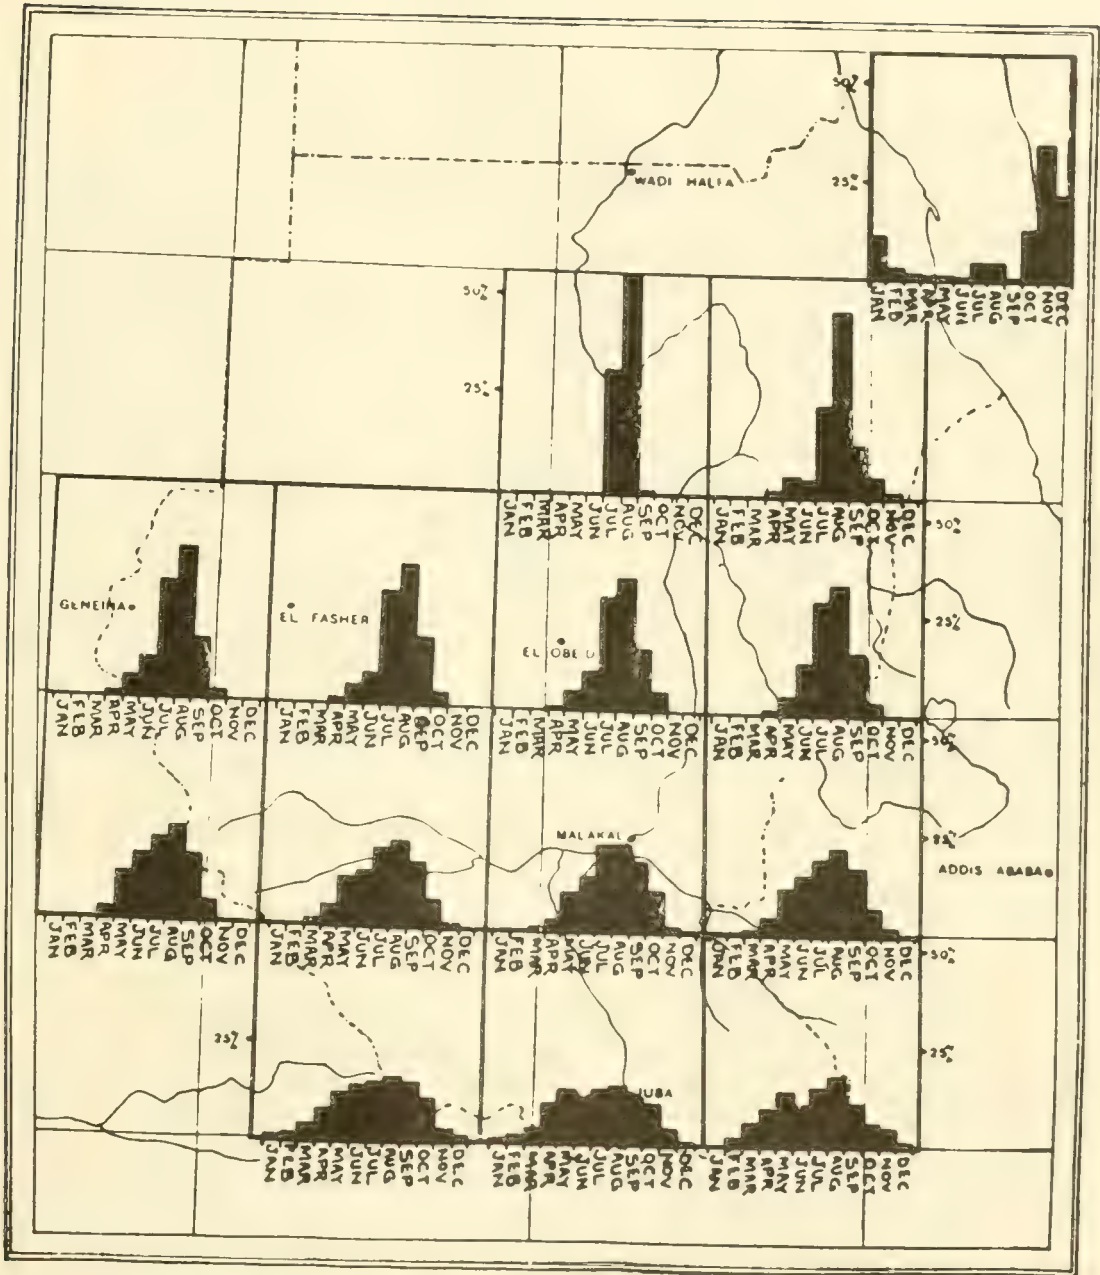 50%
WADI HALFA
25%
JAN FEB MAR APR MAY JUN JUL AUG SEP OCT NOV DEC
50%
25%
JAN FEB MAR APR MAY JUN JUL AUG SEP OCT NOV DEC
JAN FEB MAR APR MAY JUN JUL AUG SEP OCT NOV DEC
50%
GENEINA
EL FASHER
EL OBEID
25%
JAN FEB MAR APR MAY JUN JUL AUG SEP OCT NOV DEC
JAN FEB MAR APR MAY JUN JUL AUG SEP OCT NOV DEC
JAN FEB MAR APR MAY JUN JUL AUG SEP OCT NOV DEC
JAN FEB MAR APR MAY JUN JUL AUG SEP OCT NOV DEC
50%
MALAKAL
25%
ADDIS ABABA
JAN FEB MAR APR MAY JUN JUL AUG SEP OCT NOV DEC
JAN FEB MAR APR MAY JUN JUL AUG SEP OCT NOV DEC
JAN FEB MAR APR MAY JUN JUL AUG SEP OCT NOV DEC
JAN FEB MAR APR MAY JUN JUL AUG SEP OCT NOV DEC
50%
25%
25%
JUBA
JAN FEB MAR APR MAY JUN JUL AUG SEP OCT NOV DEC
JAN FEB MAR APR MAY JUN JUL AUG SEP OCT NOV DEC
JAN FEB MAR APR MAY JUN JUL AUG SEP OCT NOV DEC